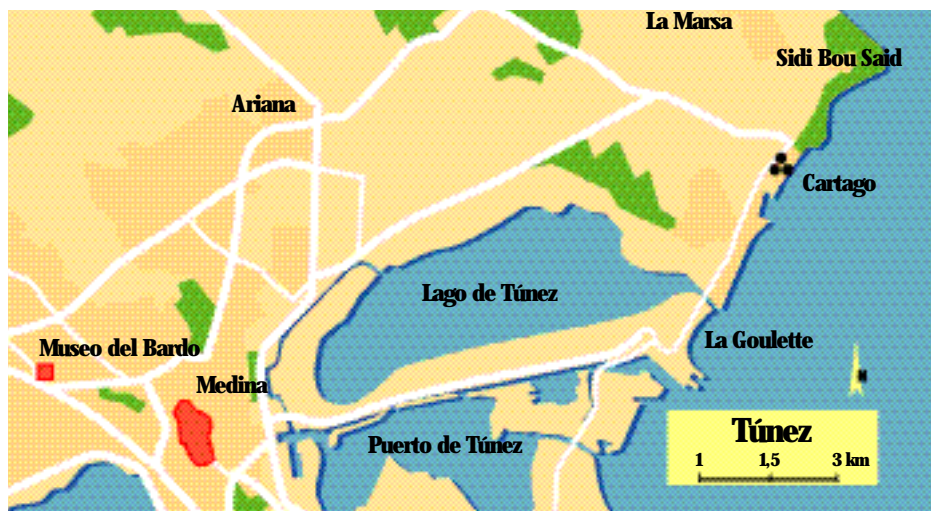 La Marsa
Sidi Bou Said
Ariana
Cartago
Lago de Túnez
La Goulette
Museo del Bardo
Medina
N
Puerto de Túnez
Túnez
1 1,5 3 km